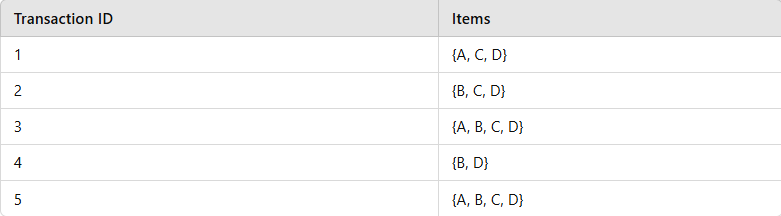 Transaction ID Items
1 {A, C, D}
2 {B, C, D}
3 {A, B, C, D}
4 {B, D}
5 {A, B, C, D}